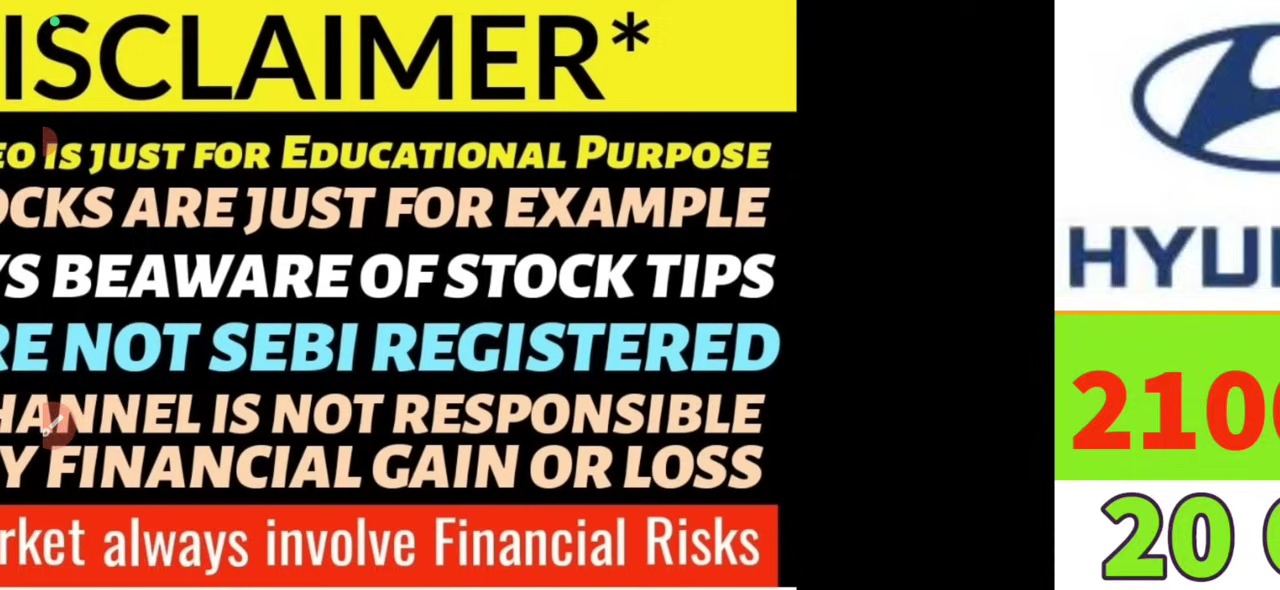 ISCLAIMER*
EO IS JUST FOR EDUCATIONAL PURPOSE
OCKS ARE JUST FOR EXAMPLE
YS BEAWARE OF STOCK TIPS
RE NOT SEBI REGISTERED
HANNEL IS NOT RESPONSIBLE
Y FINANCIAL GAIN OR LOSS
rket always involve Financial Risks
HYU
210
20